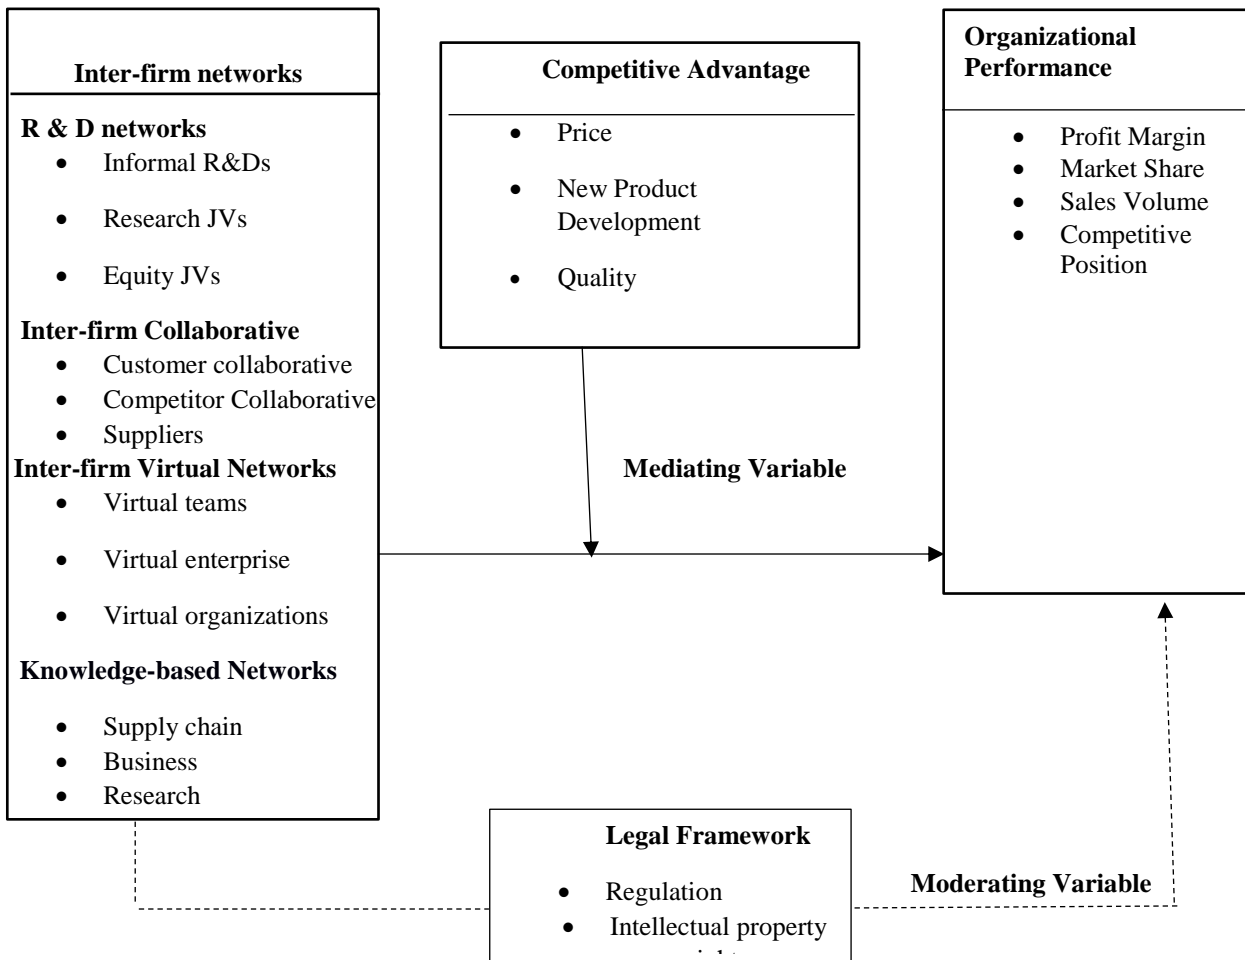 Inter-firm networks
R & D networks
• Informal R&Ds
• Research JVs
• Equity JVs
Inter-firm Collaborative
• Customer collaborative
• Competitor Collaborative
• Suppliers
Inter-firm Virtual Networks
• Virtual teams
• Virtual enterprise
• Virtual organizations
Knowledge-based Networks
• Supply chain
• Business
• Research
Competitive Advantage
• Price
• New Product
Development
• Quality
Mediating Variable
Organizational
Performance
• Profit Margin
• Market Share
• Sales Volume
• Competitive
Position
Legal Framework
• Regulation
• Intellectual property
Moderating Variable